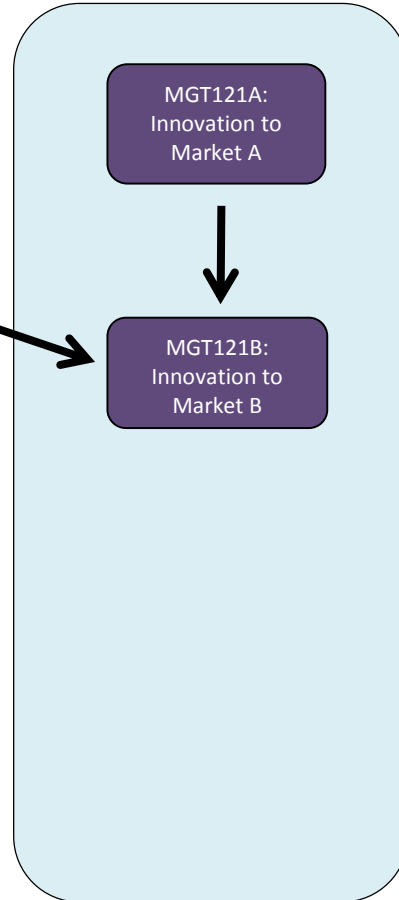 MGT121A:
Innovation to
Market A
MGT121B:
Innovation to
Market B